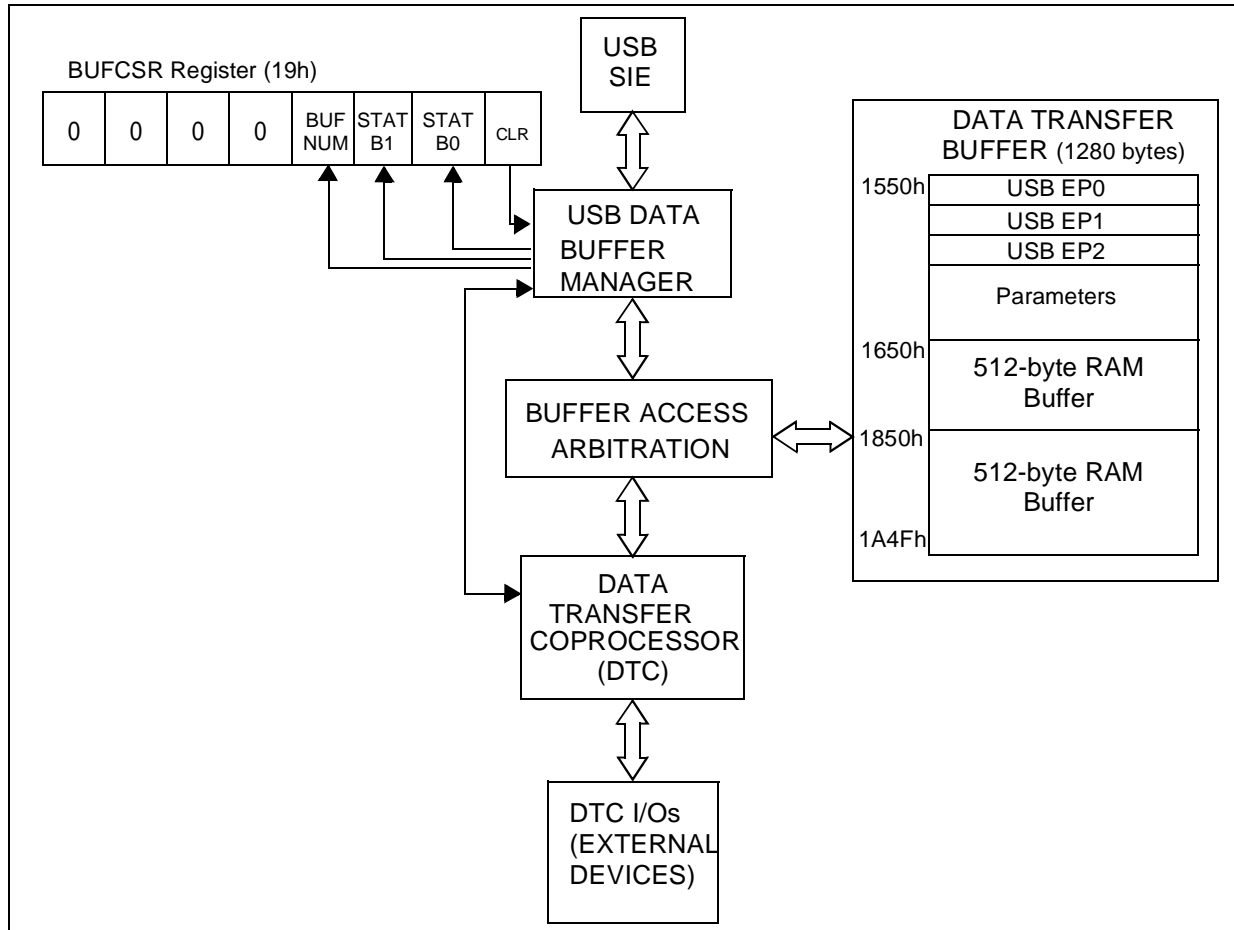 USB
SIE
BUFCSR Register (19h)
0 0 0 0 BUF NUM STAT B1 STAT B0 CLR
DATA TRANSFER
BUFFER (1280 bytes)
1550h
USB EP0
USB EP1
USB EP2
Parameters
1650h
512-byte RAM
Buffer
1850h
512-byte RAM
Buffer
1A4Fh
USB DATA
BUFFER
MANAGER
BUFFER ACCESS
ARBITRATION
DATA
TRANSFER
COPROCESSOR
(DTC)
DTC I/Os
(EXTERNAL
DEVICES)